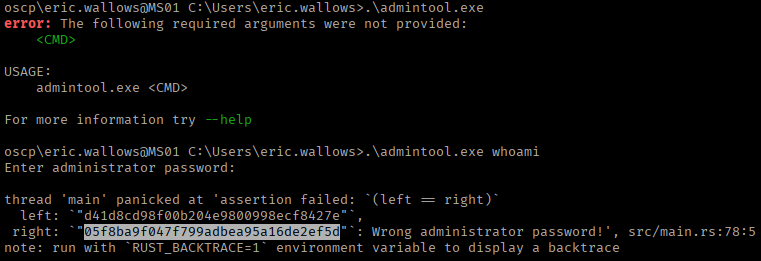 oscp\eric.wallows@MS01 C:\Users\eric.wallows>.\admintool.exe
error: The following required arguments were not provided:
    <CMD>

USAGE:
    admintool.exe <CMD>

For more information try --help

oscp\eric.wallows@MS01 C:\Users\eric.wallows>.\admintool.exe whoami
Enter administrator password:

thread 'main' panicked at 'assertion failed: `(left == right)`
  left: `"d41d8cd98f00b204e9800998ecf8427e"`,
 right: `"05f8ba9f047f799adbea95a16de2ef5d"`: Wrong administrator password!', src/main.rs:78:5
note: run with `RUST_BACKTRACE=1` environment variable to display a backtrace